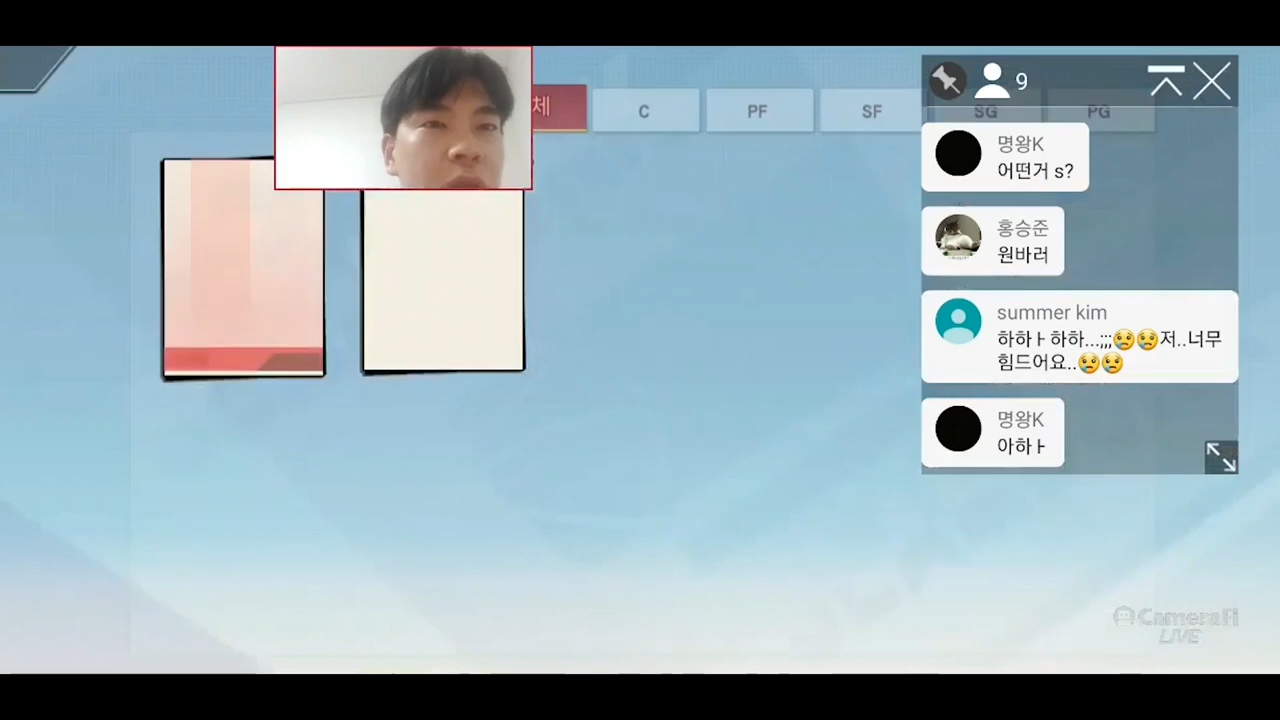 9
체
C
PF
SF
SG
PG
명왕K
어떤거 s?
홍승준
원바러
summer kim
하하ㅏ하하...;;;😢😢저..너무
힘드어요..😢😢
명왕K
아하ㅏ
CameraFi
LIVE